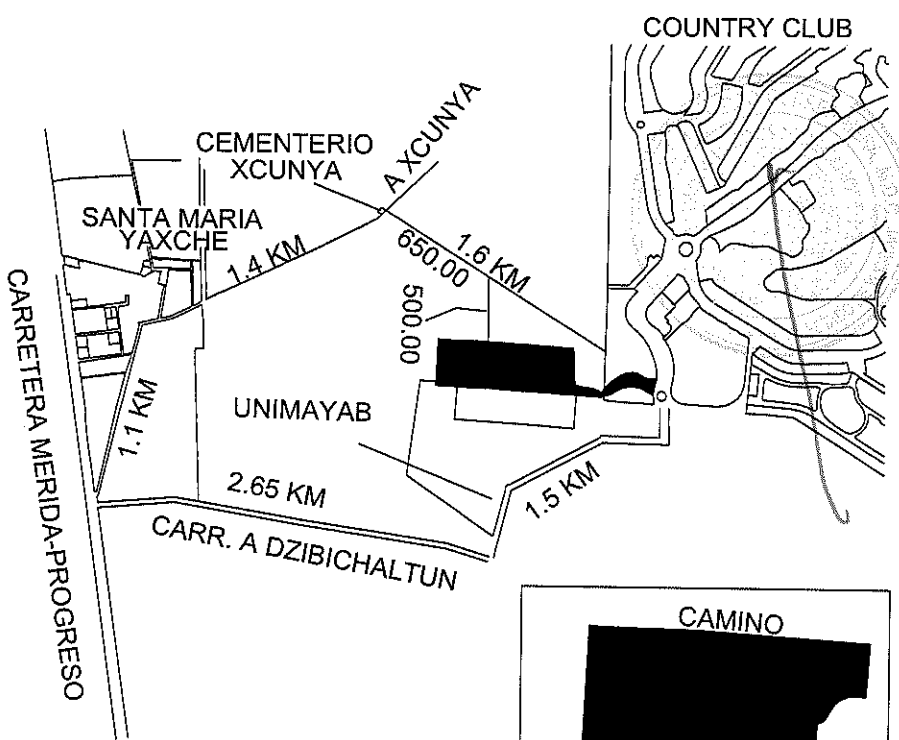 COUNTRY CLUB
CEMENTERIO
XCUNYA
A XCUNYA
SANTA MARIA
YAXCHE
1.4 KM
1.6 KM
650.00
500.00
CARRETERA MERIDA-PROGRESO
1.1 KM
UNIMAYAB
2.65 KM
1.5 KM
CARR. A DZIBICHALTUN
CAMINO